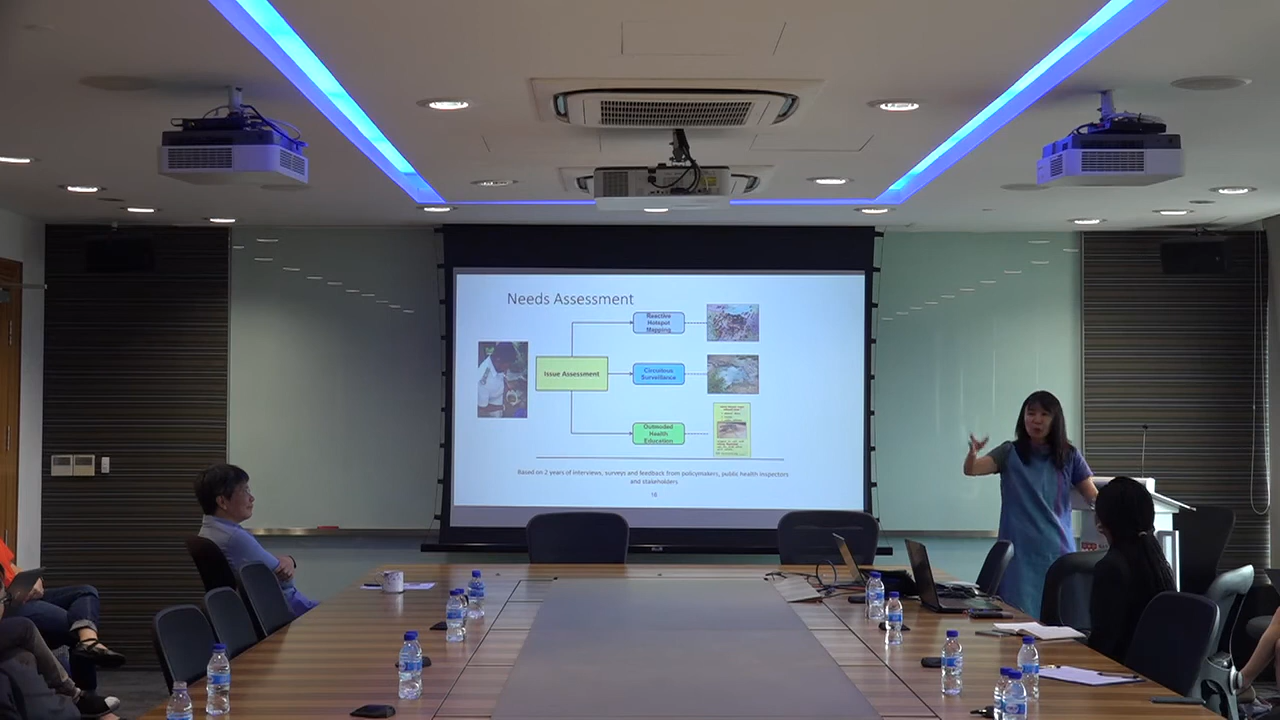 Needs Assessment
Reactive
Hotspot
Mapping
Issue Assessment
Circuitous
Surveillance
Outmoded
Health
Education
Based on 2 years of interviews, surveys and feedback from policymakers, public health inspectors
and stakeholders
16